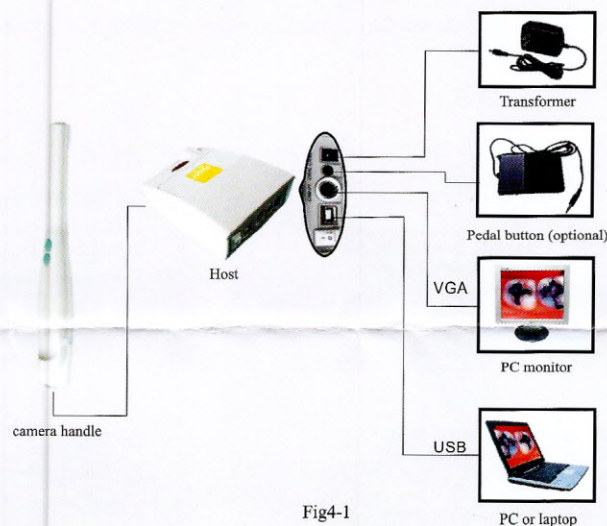 Transformer
Pedal button (optional)
Host
VGA
PC monitor
camera handle
USB
Fig4-1
PC or laptop